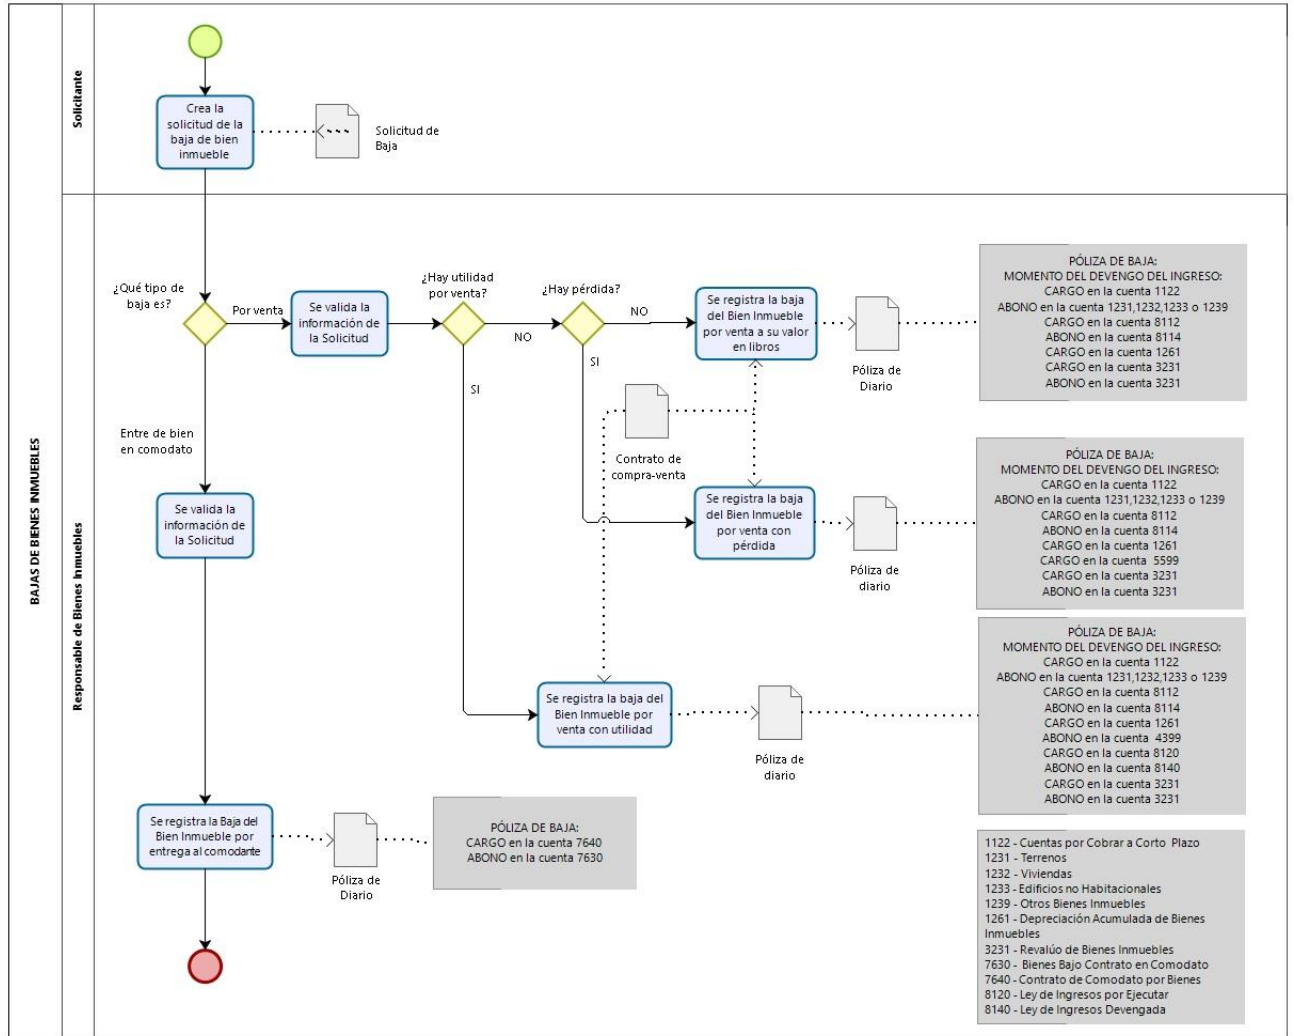 BAJAS DE BIENES INMUEBLES
Solicitante
Crea la
solicitud de la
baja de bien
inmueble
Solicitud de
Baja
Responsable de Bienes Inmuebles
¿Qué tipo de
baja es?
Por venta
Se valida la
información de
la Solicitud
¿Hay utilidad
por venta?
NO
SI
¿Hay pérdida?
NO
SI
Se registra la baja
del Bien Inmueble
por venta a su valor
en libros
Póliza de
Diario
PÓLIZA DE BAJA:
MOMENTO DEL DEVENGO DEL INGRESO:
CARGO en la cuenta 1122
ABONO en la cuenta 1231,1232,1233 o 1239
CARGO en la cuenta 8112
ABONO en la cuenta 8114
CARGO en la cuenta 1261
CARGO en la cuenta 3231
ABONO en la cuenta 3231
Contrato de
compra-venta
Entre de bien
en comodato
Se valida la
información de
la Solicitud
Se registra la baja
del Bien Inmueble
por venta con
pérdida
Póliza de
diario
PÓLIZA DE BAJA:
MOMENTO DEL DEVENGO DEL INGRESO:
CARGO en la cuenta 1122
ABONO en la cuenta 1231,1232,1233 o 1239
CARGO en la cuenta 8112
ABONO en la cuenta 8114
CARGO en la cuenta 1261
CARGO en la cuenta 5599
CARGO en la cuenta 3231
ABONO en la cuenta 3231
Se registra la baja del
Bien Inmueble por
venta con utilidad
Póliza de
diario
PÓLIZA DE BAJA:
MOMENTO DEL DEVENGO DEL INGRESO:
CARGO en la cuenta 1122
ABONO en la cuenta 1231,1232,1233 o 1239
CARGO en la cuenta 8112
ABONO en la cuenta 8114
CARGO en la cuenta 1261
ABONO en la cuenta 4399
CARGO en la cuenta 8120
ABONO en la cuenta 8140
CARGO en la cuenta 3231
ABONO en la cuenta 3231
Se registra la Baja del
Bien Inmueble por
entrega al comodante
Póliza de
Diario
PÓLIZA DE BAJA:
CARGO en la cuenta 7640
ABONO en la cuenta 7630
1122 - Cuentas por Cobrar a Corto Plazo
1231 - Terrenos
1232 - Viviendas
1233 - Edificios no Habitacionales
1239 - Otros Bienes Inmuebles
1261 - Depreciación Acumulada de Bienes
Inmuebles
3231 - Revalúo de Bienes Inmuebles
7630 - Bienes Bajo Contrato en Comodato
7640 - Contrato de Comodato por Bienes
8120 - Ley de Ingresos por Ejecutar
8140 - Ley de Ingresos Devengada